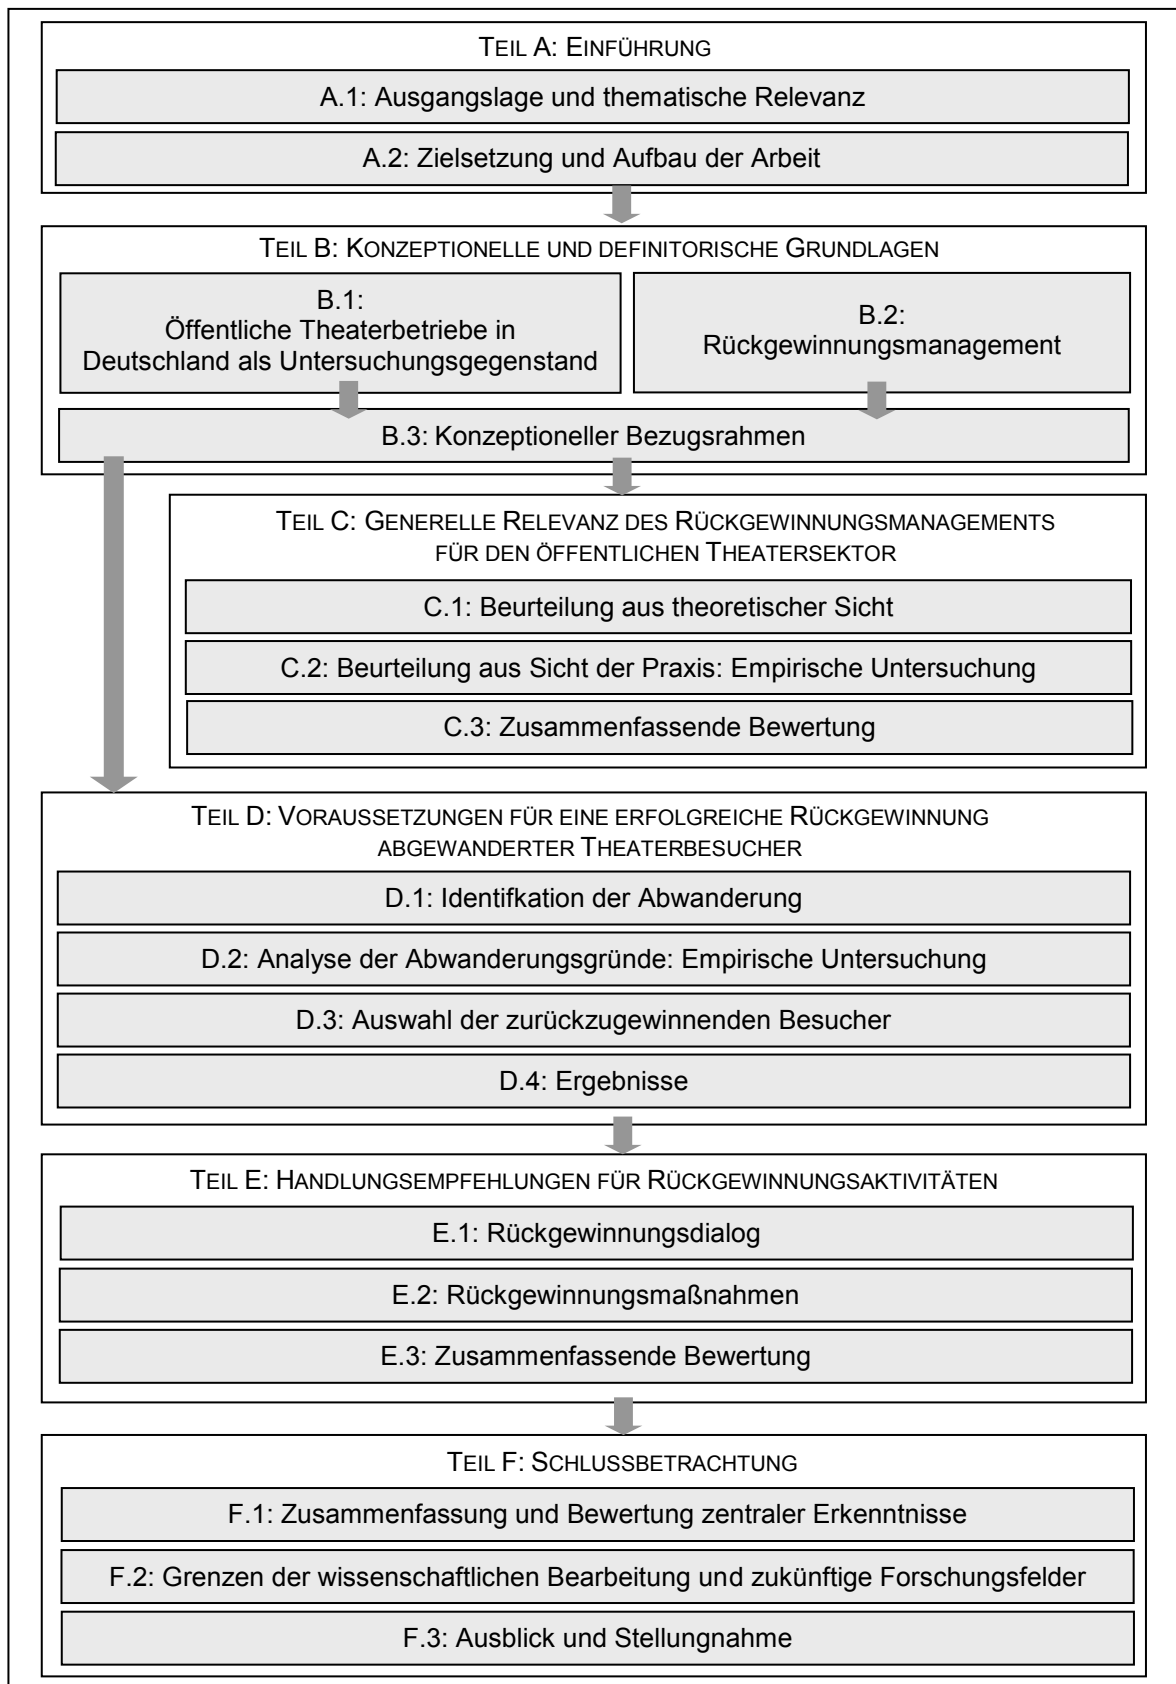 TEIL A: EINFÜHRUNG
A.1: Ausgangslage und thematische Relevanz
A.2: Zielsetzung und Aufbau der Arbeit
TEIL B: KONZEPTIONELLE UND DEFINITORISCHE GRUNDLAGEN
B.1:
Öffentliche Theaterbetriebe in
Deutschland als Untersuchungsgegenstand
B.2:
Rückgewinnungsmanagement
B.3: Konzeptioneller Bezugsrahmen
TEIL C: GENERELLE RELEVANZ DES RÜCKGEWINNUNGSMANAGEMENTS
FÜR DEN ÖFFENTLICHEN THEATERSEKTOR
C.1: Beurteilung aus theoretischer Sicht
C.2: Beurteilung aus Sicht der Praxis: Empirische Untersuchung
C.3: Zusammenfassende Bewertung
TEIL D: VORAUSSETZUNGEN FÜR EINE ERFOLGREICHE RÜCKGEWINNUNG
ABGEWANDERTER THEATERBESUCHER
D.1: Identifkation der Abwanderung
D.2: Analyse der Abwanderungsgründe: Empirische Untersuchung
D.3: Auswahl der zurückzugewinnenden Besucher
D.4: Ergebnisse
TEIL E: HANDLUNGSEMPFEHLUNGEN FÜR RÜCKGEWINNUNGSAKTIVITÄTEN
E.1: Rückgewinnungsdialog
E.2: Rückgewinnungsmaßnahmen
E.3: Zusammenfassende Bewertung
TEIL F: SCHLUSSBETRACHTUNG
F.1: Zusammenfassung und Bewertung zentraler Erkenntnisse
F.2: Grenzen der wissenschaftlichen Bearbeitung und zukünftige Forschungsfelder
F.3: Ausblick und Stellungnahme